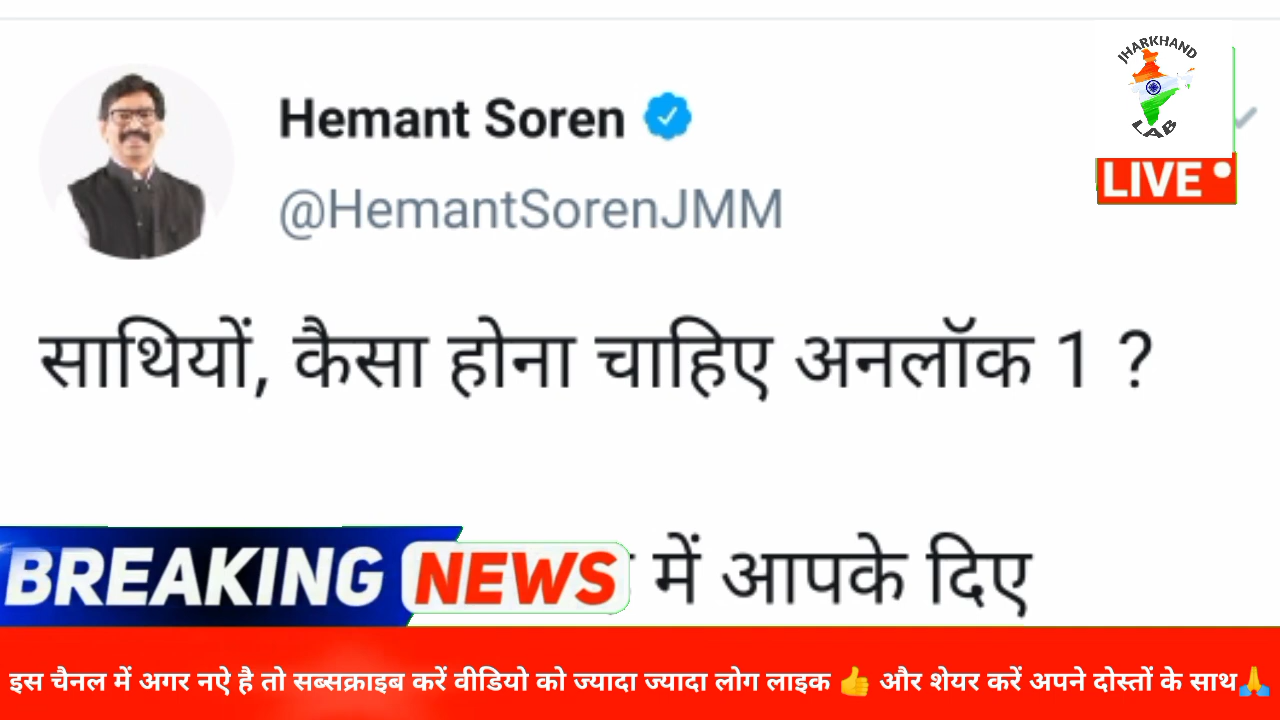 JHARKHAND
LAB
LIVE
Hemant Soren
@HemantSorenJMM
साथियों, कैसा होना चाहिए अनलॉक 1 ?
में आपके दिए
BREAKING NEWS
इस चैनल में अगर नऐ है तो सब्सक्राइब करें वीडियो को ज्यादा ज्यादा लोग लाइक 👍 और शेयर करें अपने दोस्तों के साथ🙏